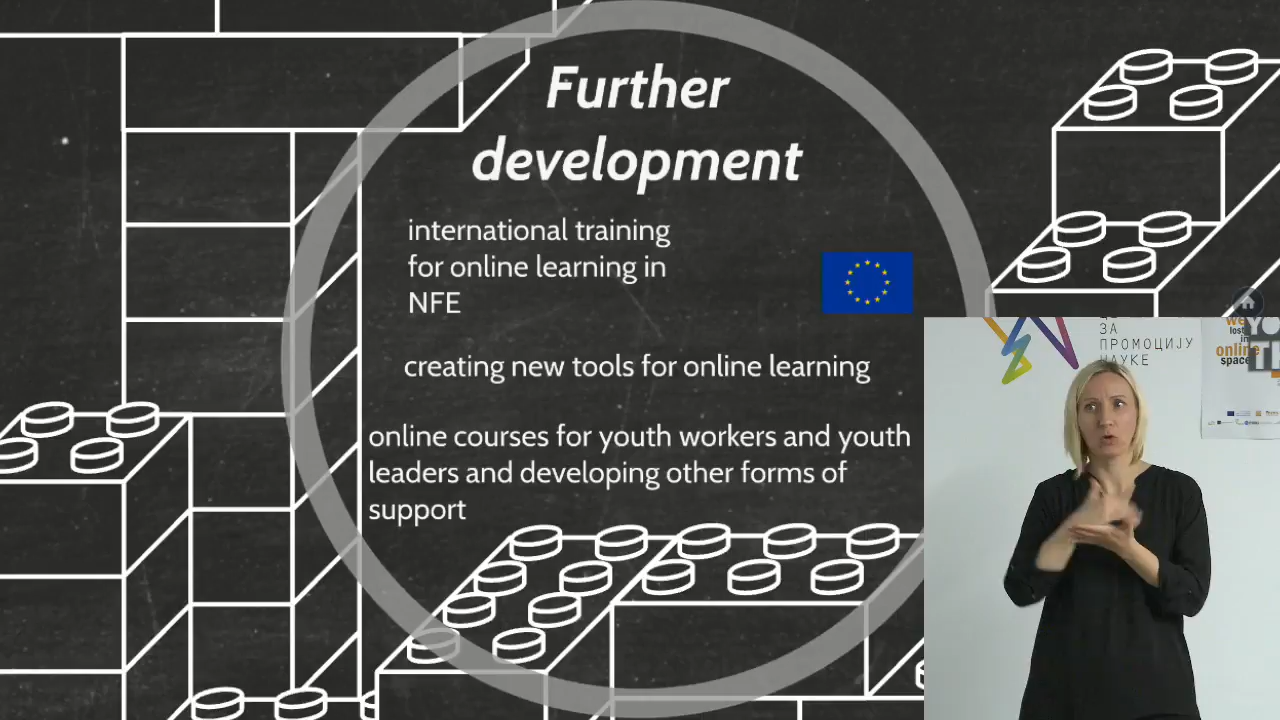 Further
development
international training
for online learning in
NFE
creating new tools for online learning
online courses for youth workers and youth
leaders and developing other forms of
support
ЗА
ПРОМОЦИЈУ
НАУКЕ
lost
in
online
space